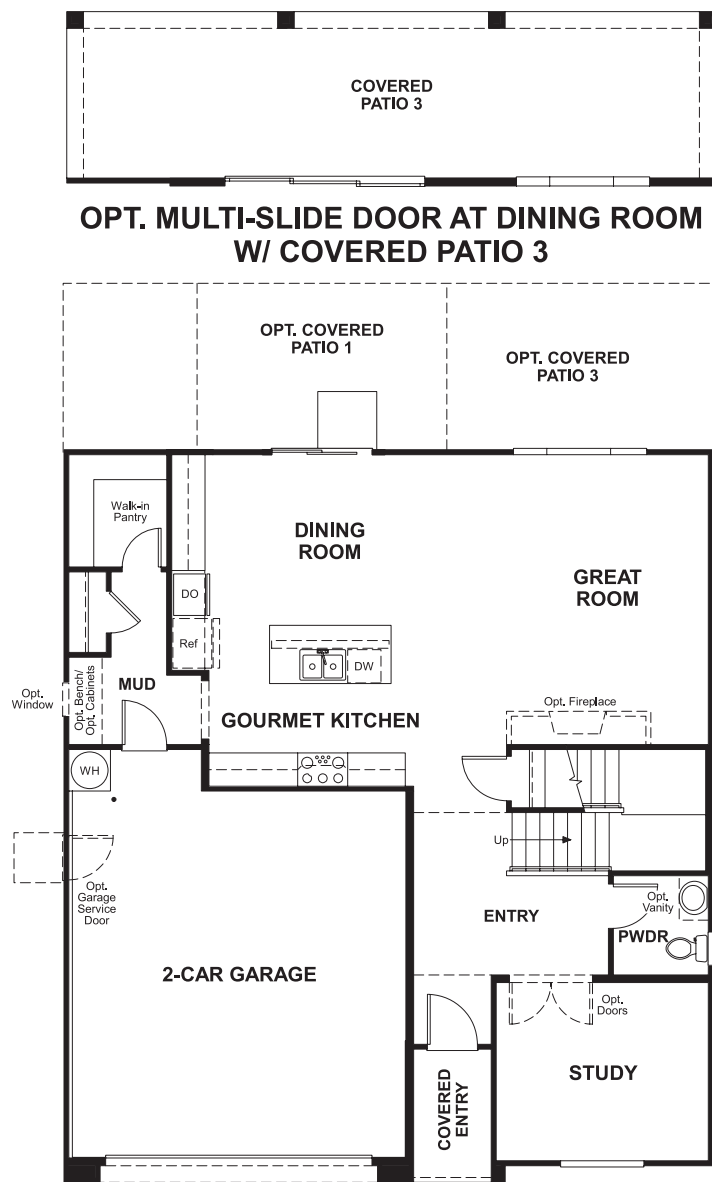 COVERED
PATIO 3
OPT. MULTI-SLIDE DOOR AT DINING ROOM
W/ COVERED PATIO 3
OPT. COVERED
PATIO 1
OPT. COVERED
PATIO 3
Walk-in
Pantry
DINING
ROOM
GREAT
ROOM
DO
Ref
DW
Opt.
Window
Opt. Bench/
Opt. Cabinets
MUD
GOURMET KITCHEN
Opt. Fireplace
WH
Up
Opt.
Garage
Service
Door
ENTRY
Opt.
Vanity
PWDR
2-CAR GARAGE
Opt.
Doors
STUDY
COVERED
ENTRY